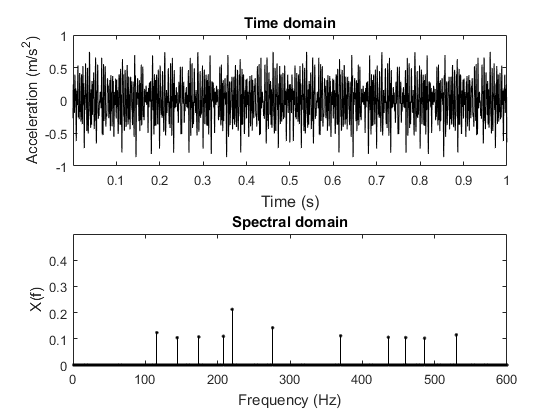 Time domain
1
0.5
0
-0.5
-1
Acceleration (m/s²)
0.1 0.2 0.3 0.4 0.5 0.6 0.7 0.8 0.9 1
Time (s)
Spectral domain
0.4
0.3
0.2
0.1
0
X(f)
0 100 200 300 400 500 600
Frequency (Hz)